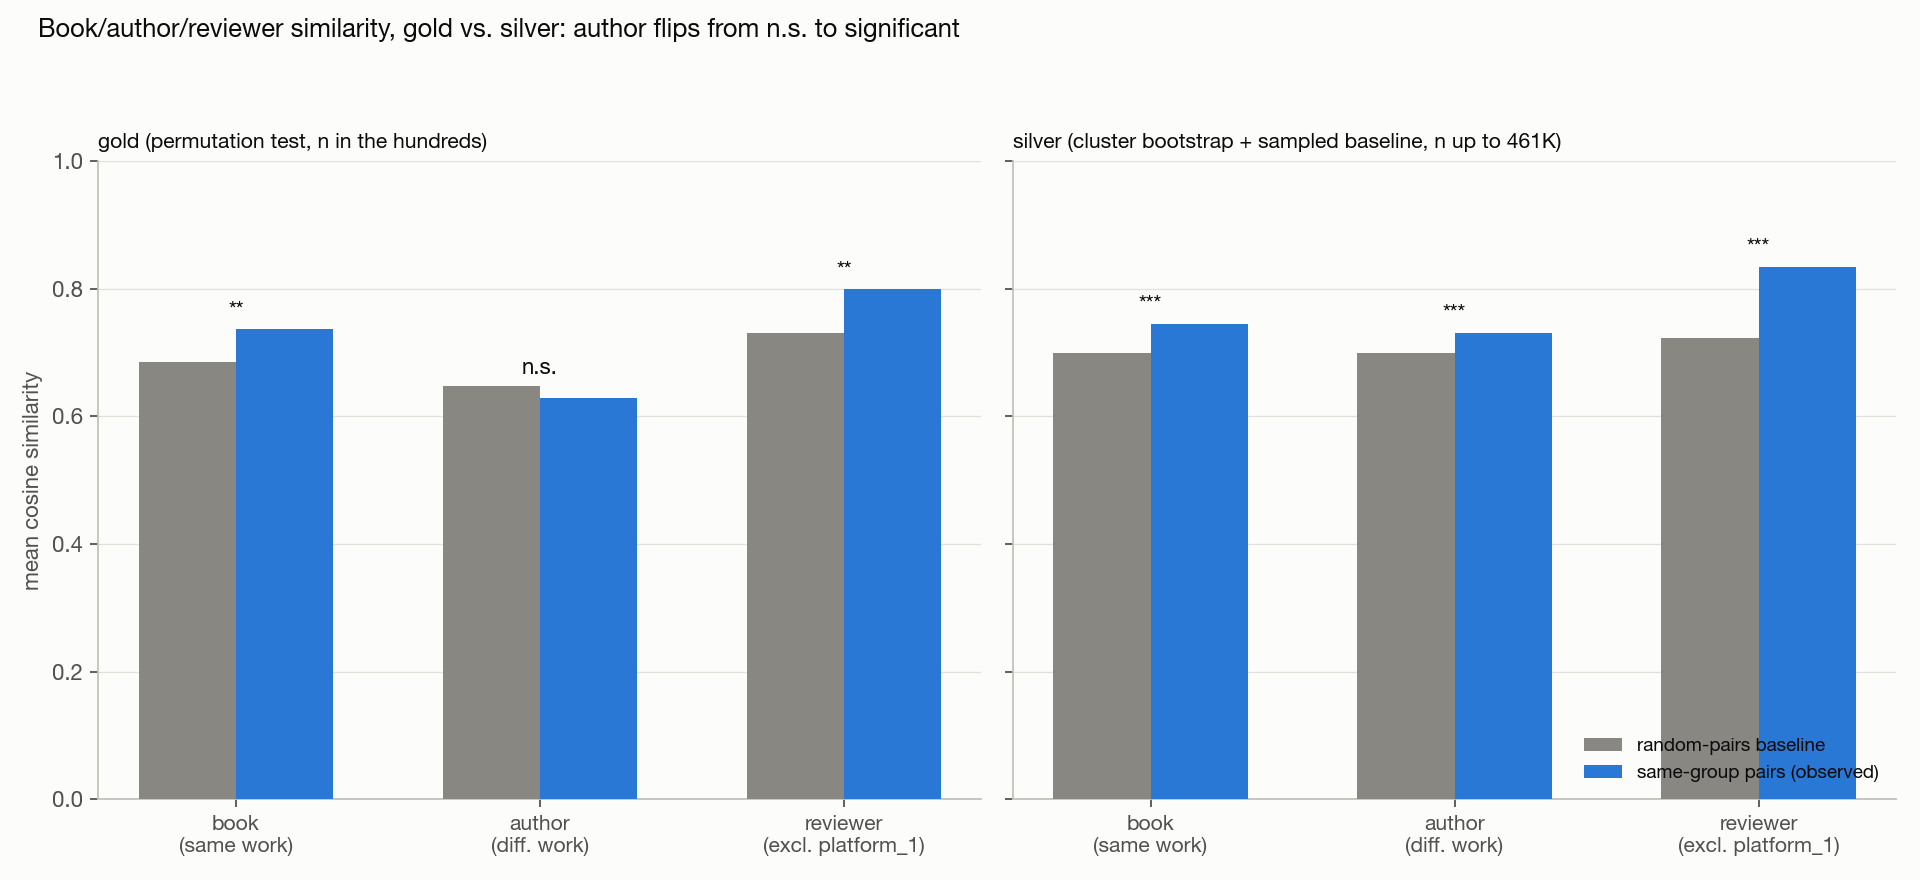 Book/author/reviewer similarity, gold vs. silver: author flips from n.s. to significant
gold (permutation test, n in the hundreds)
mean cosine similarity
1.0
0.8
0.6
0.4
0.2
0.0
**
n.s.
**
book
(same work)
author
(diff. work)
reviewer
(excl. platform_1)
silver (cluster bootstrap + sampled baseline, n up to 461K)
***
***
***
random-pairs baseline
same-group pairs (observed)
book
(same work)
author
(diff. work)
reviewer
(excl. platform_1)